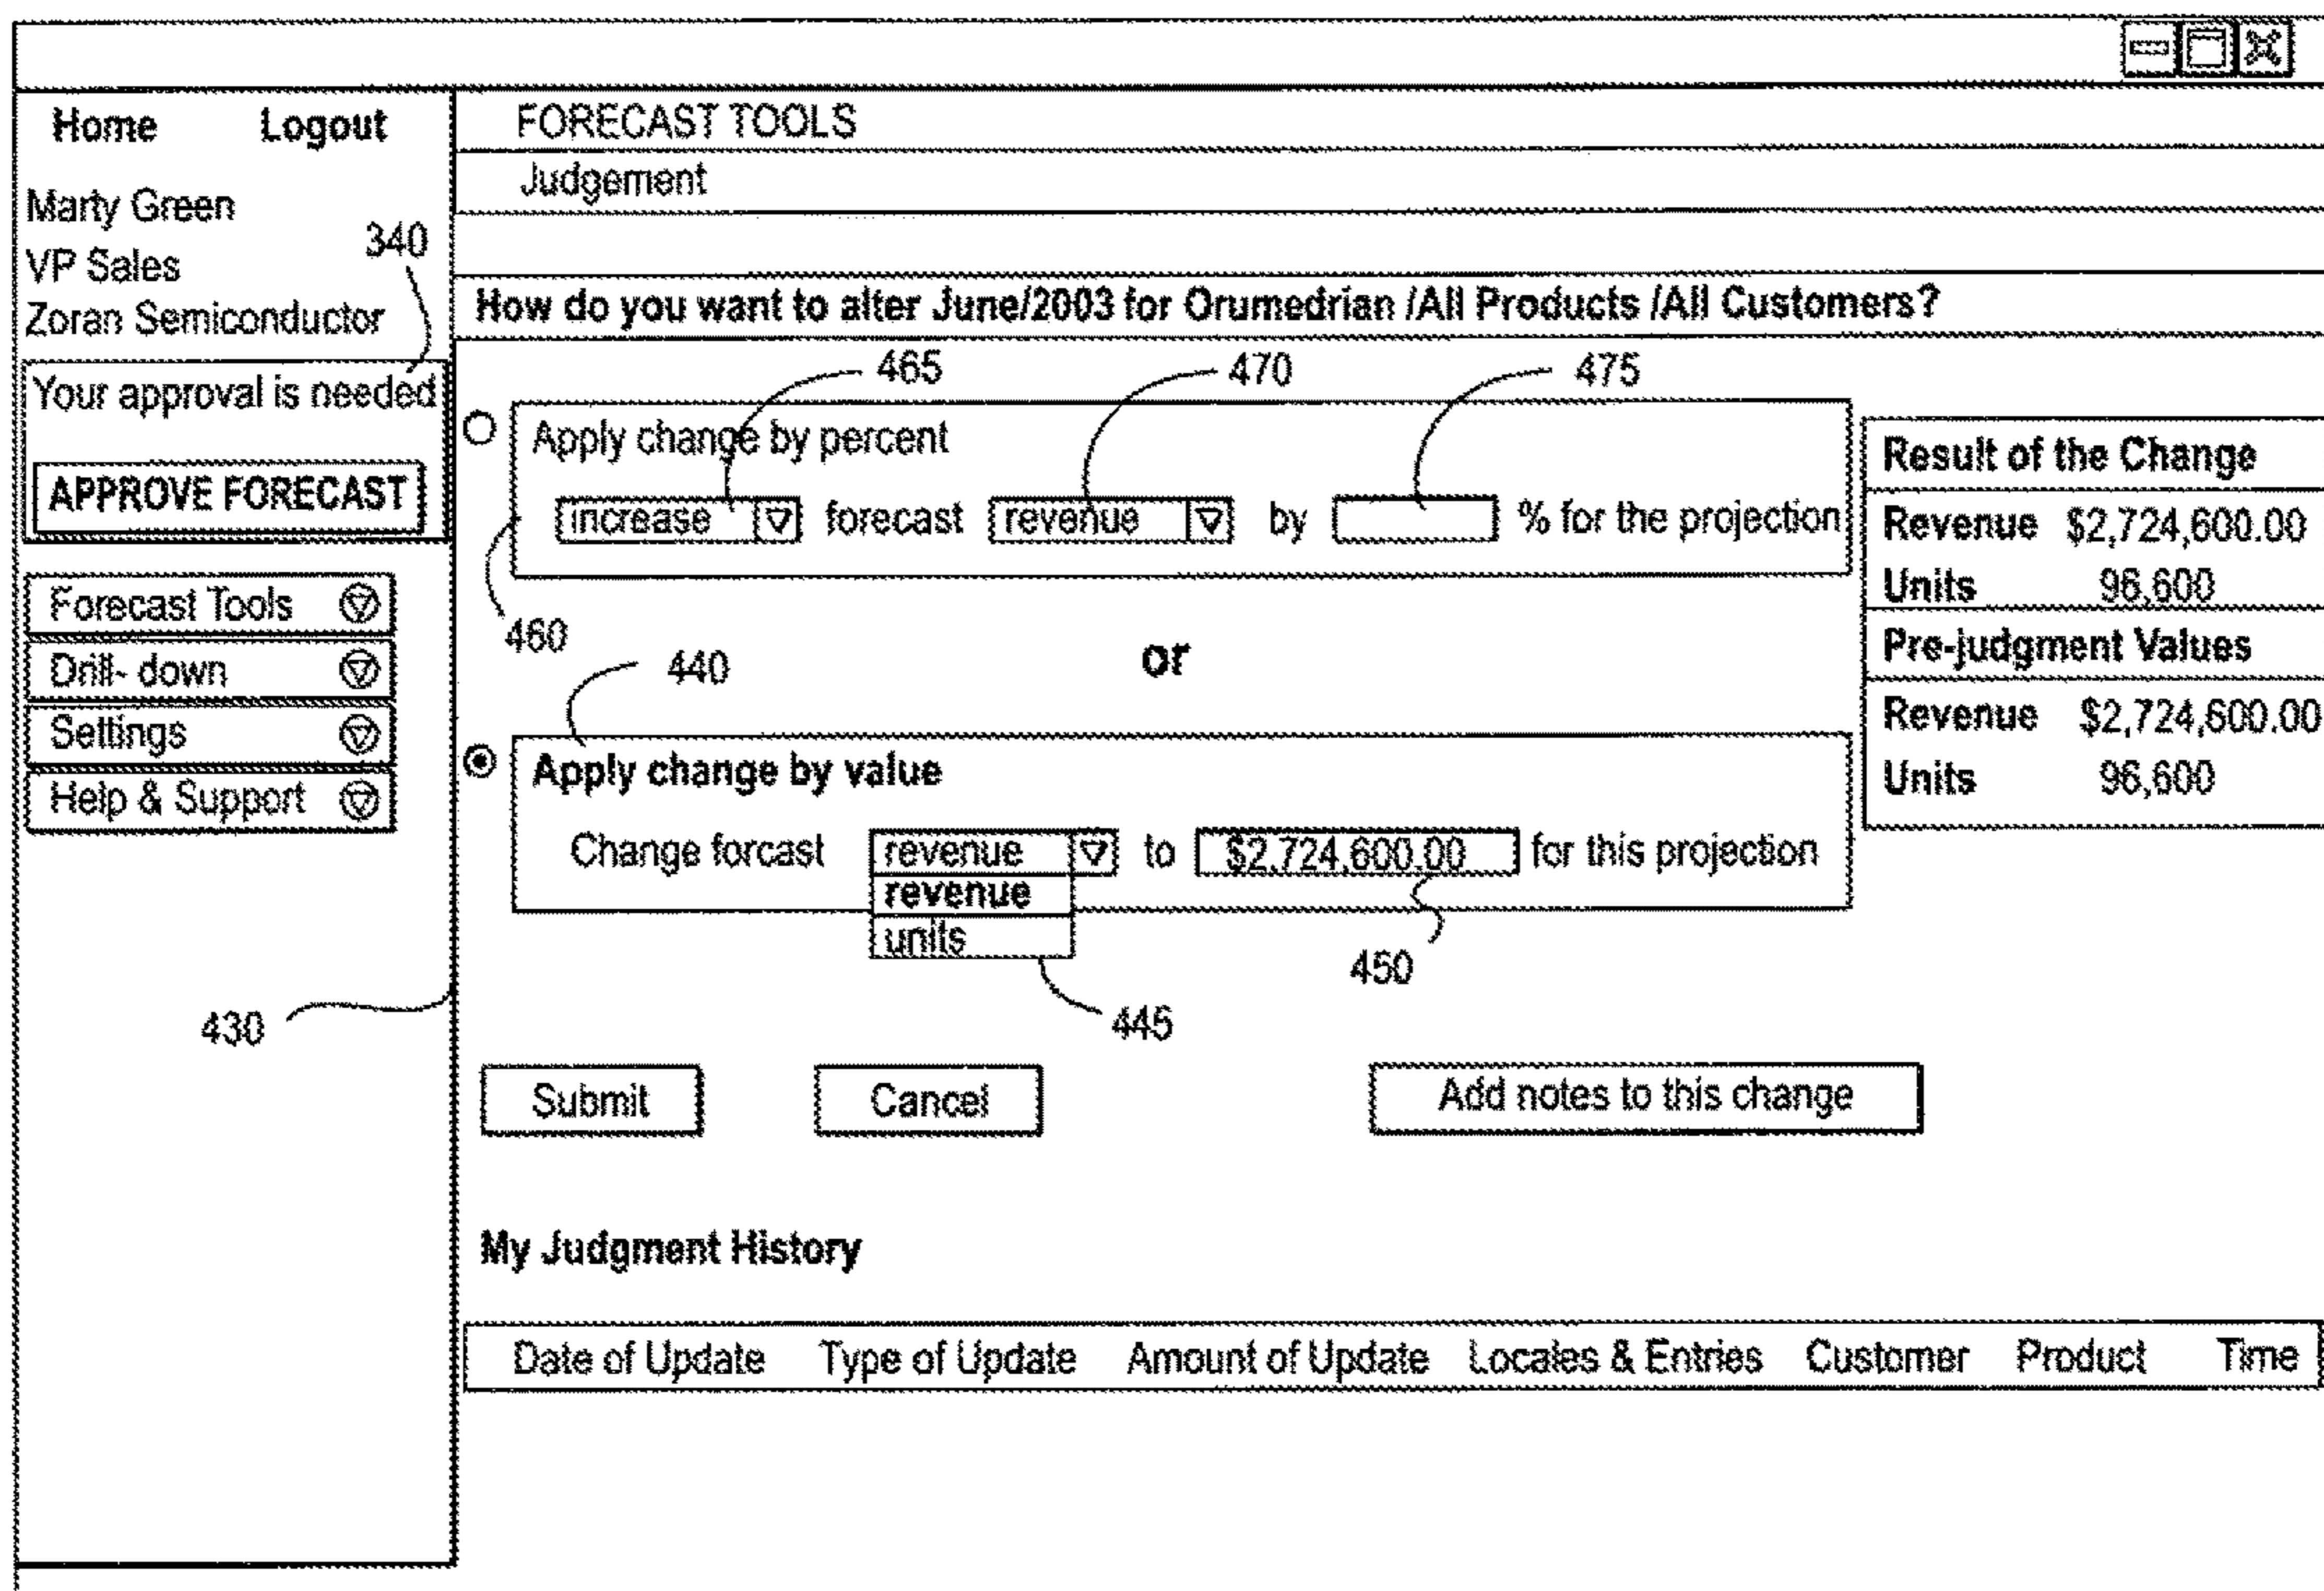 Home Logout
Marty Green
VP Sales
Zoran Semiconductor
340
Your approval is needed
APPROVE FORECAST
Forecast Tools
Drill- down
Settings
Help & Support
430
FORECAST TOOLS
Judgement
How do you want to alter June/2003 for Orumedrian /All Products /All Customers?
465 470 475
Apply change by percent
increase forecast revenue by % for the projection
460
or
440
Apply change by value
Change forcast revenue to $2,724,600.00 for this projection
revenue
units
450
445
Result of the Change
Revenue $2,724,600.00
Units 96,600
Pre-judgment Values
Revenue $2,724,600.00
Units 96,600
Submit Cancel Add notes to this change
My Judgment History
Date of Update Type of Update Amount of Update Locales & Entries Customer Product Time